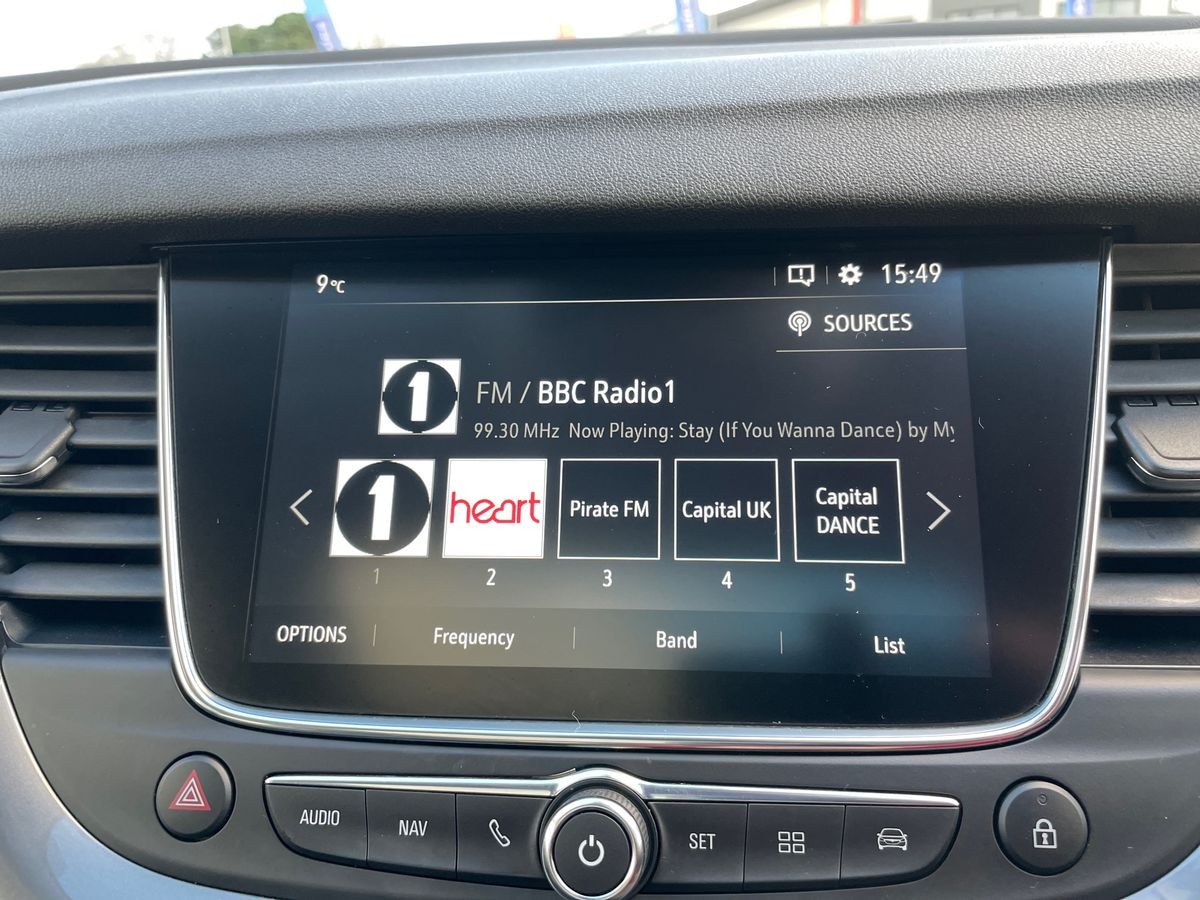 9°C
15:49
SOURCES
1
FM / BBC Radio1
99.30 MHz Now Playing: Stay (If You Wanna Dance) by My
1
heart
Pirate FM
Capital UK
Capital
DANCE
1 2 3 4 5
OPTIONS Frequency Band List
AUDIO NAV SET